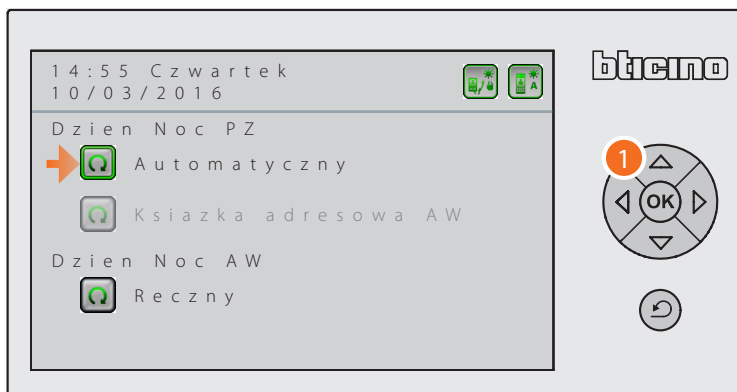 14:55 Czwartek
10/03/2016
A
bticino
Dzien Noc PZ
Automatyczny
1
OK
Ksiazka adresowa AW
Dzien Noc AW
Reczny